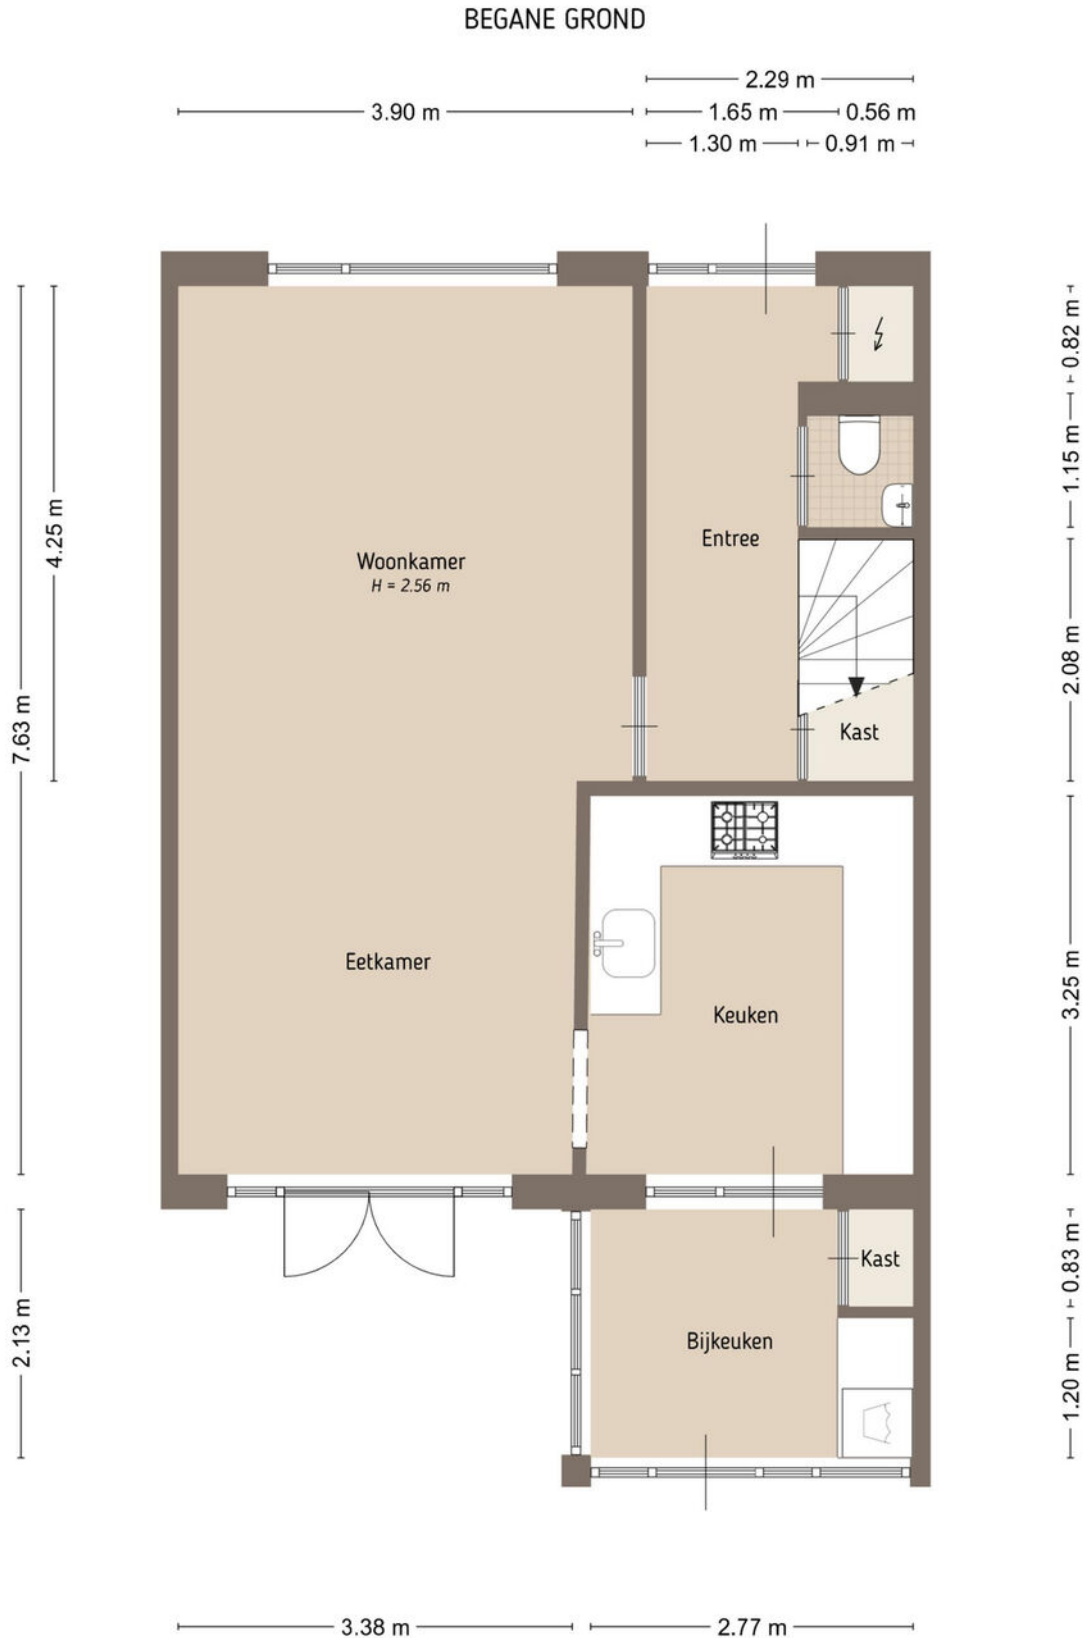 BEGANE GROND
2.29 m
3.90 m
1.65 m
0.56 m
1.30 m
0.91 m
0.82 m
1.15 m
4.25 m
Entree
Woonkamer
H = 2.56 m
2.08 m
7.63 m
Kast
Eetkamer
3.25 m
Keuken
0.83 m
Kast
2.13 m
Bijkeuken
1.20 m
3.38 m
2.77 m